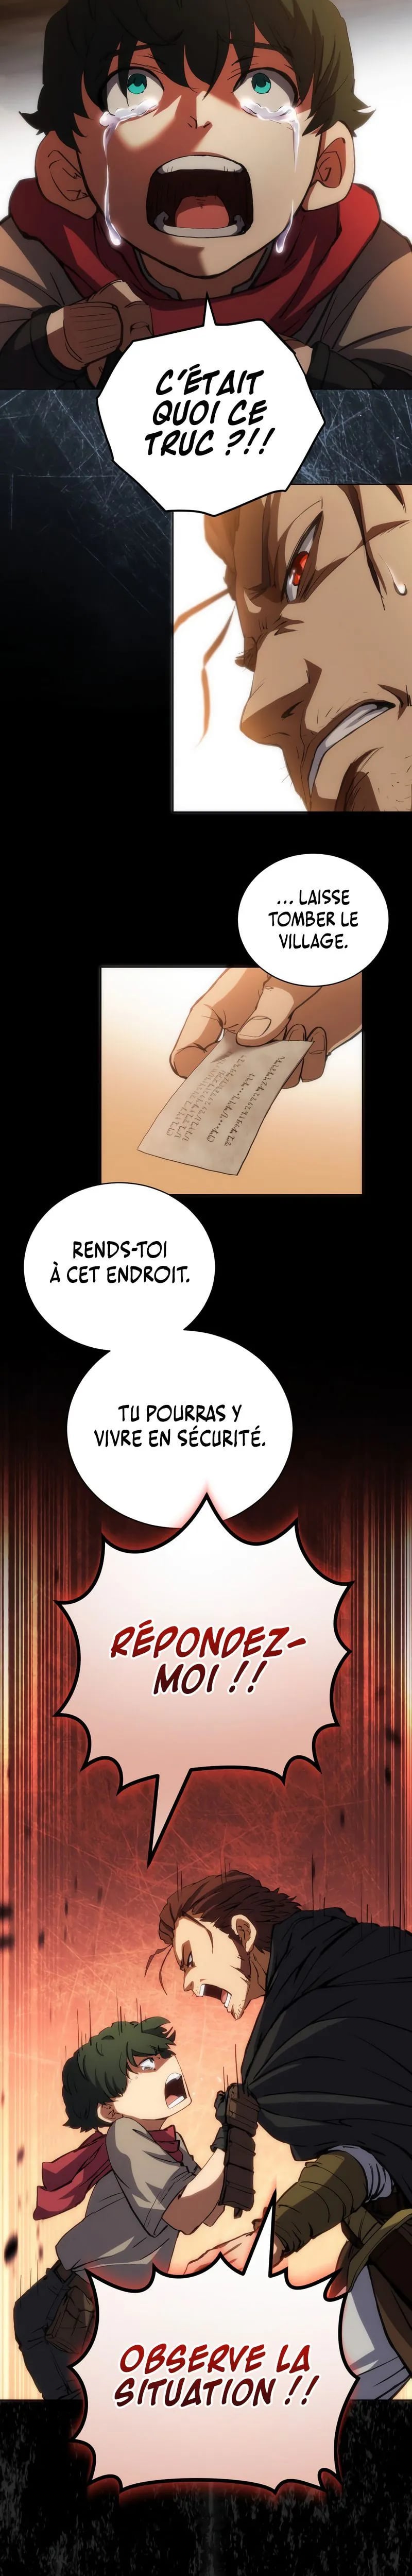 C'ÉTAIT
QUOI CE
TRUC ?!!
... LAISSE
TOMBER LE
VILLAGE.
RENDS-TOI
À CET ENDROIT.
TU POURRAS Y
VIVRE EN SÉCURITÉ.
RÉPONDEZ-
MOI !!
OBSERVE LA
SITUATION !!